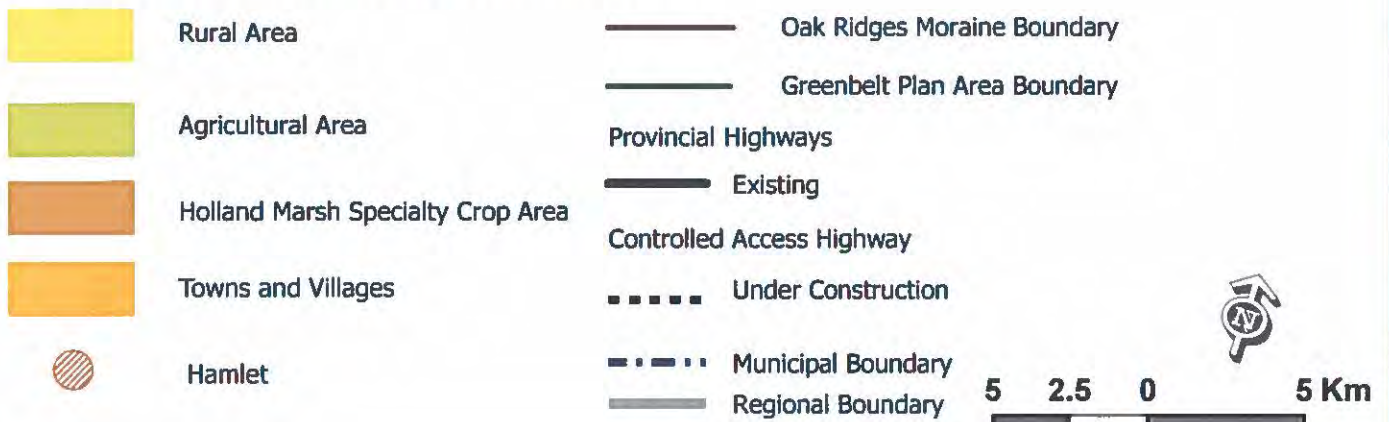 Rural Area
Agricultural Area
Holland Marsh Specialty Crop Area
Towns and Villages
Hamlet
Oak Ridges Moraine Boundary
Greenbelt Plan Area Boundary
Provincial Highways
Existing
Controlled Access Highway
Under Construction
Municipal Boundary
Regional Boundary
N
5 2.5 0 5 Km